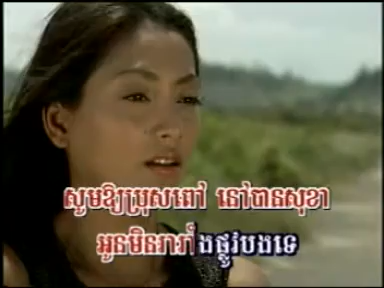 សូមឱ្យប្រុសពៅ នៅបានសុខា
អូនមិនរារាំងផ្លូវបងទេ